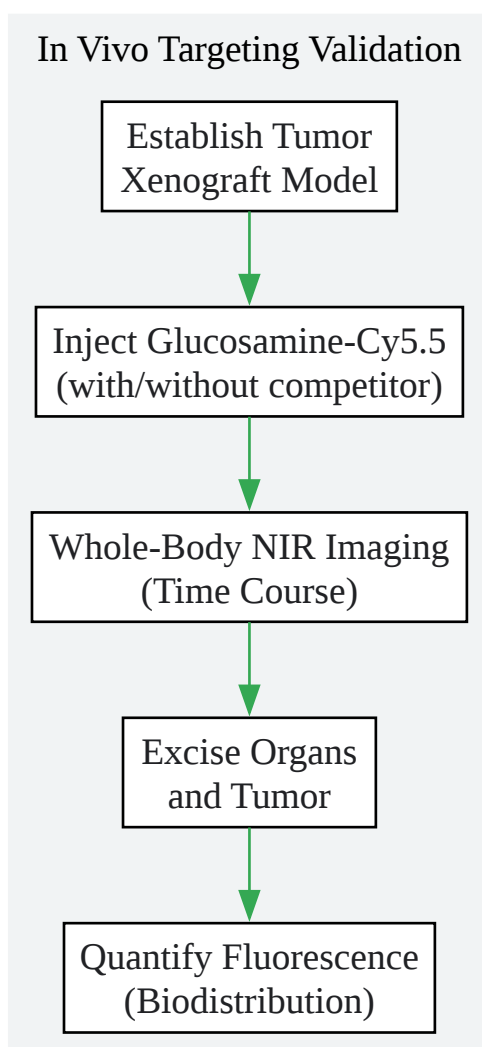 In Vivo Targeting Validation
Establish Tumor
Xenograft Model
Inject Glucosamine-Cy5.5
(with/without competitor)
Whole-Body NIR Imaging
(Time Course)
Excise Organs
and Tumor
Quantify Fluorescence
(Biodistribution)